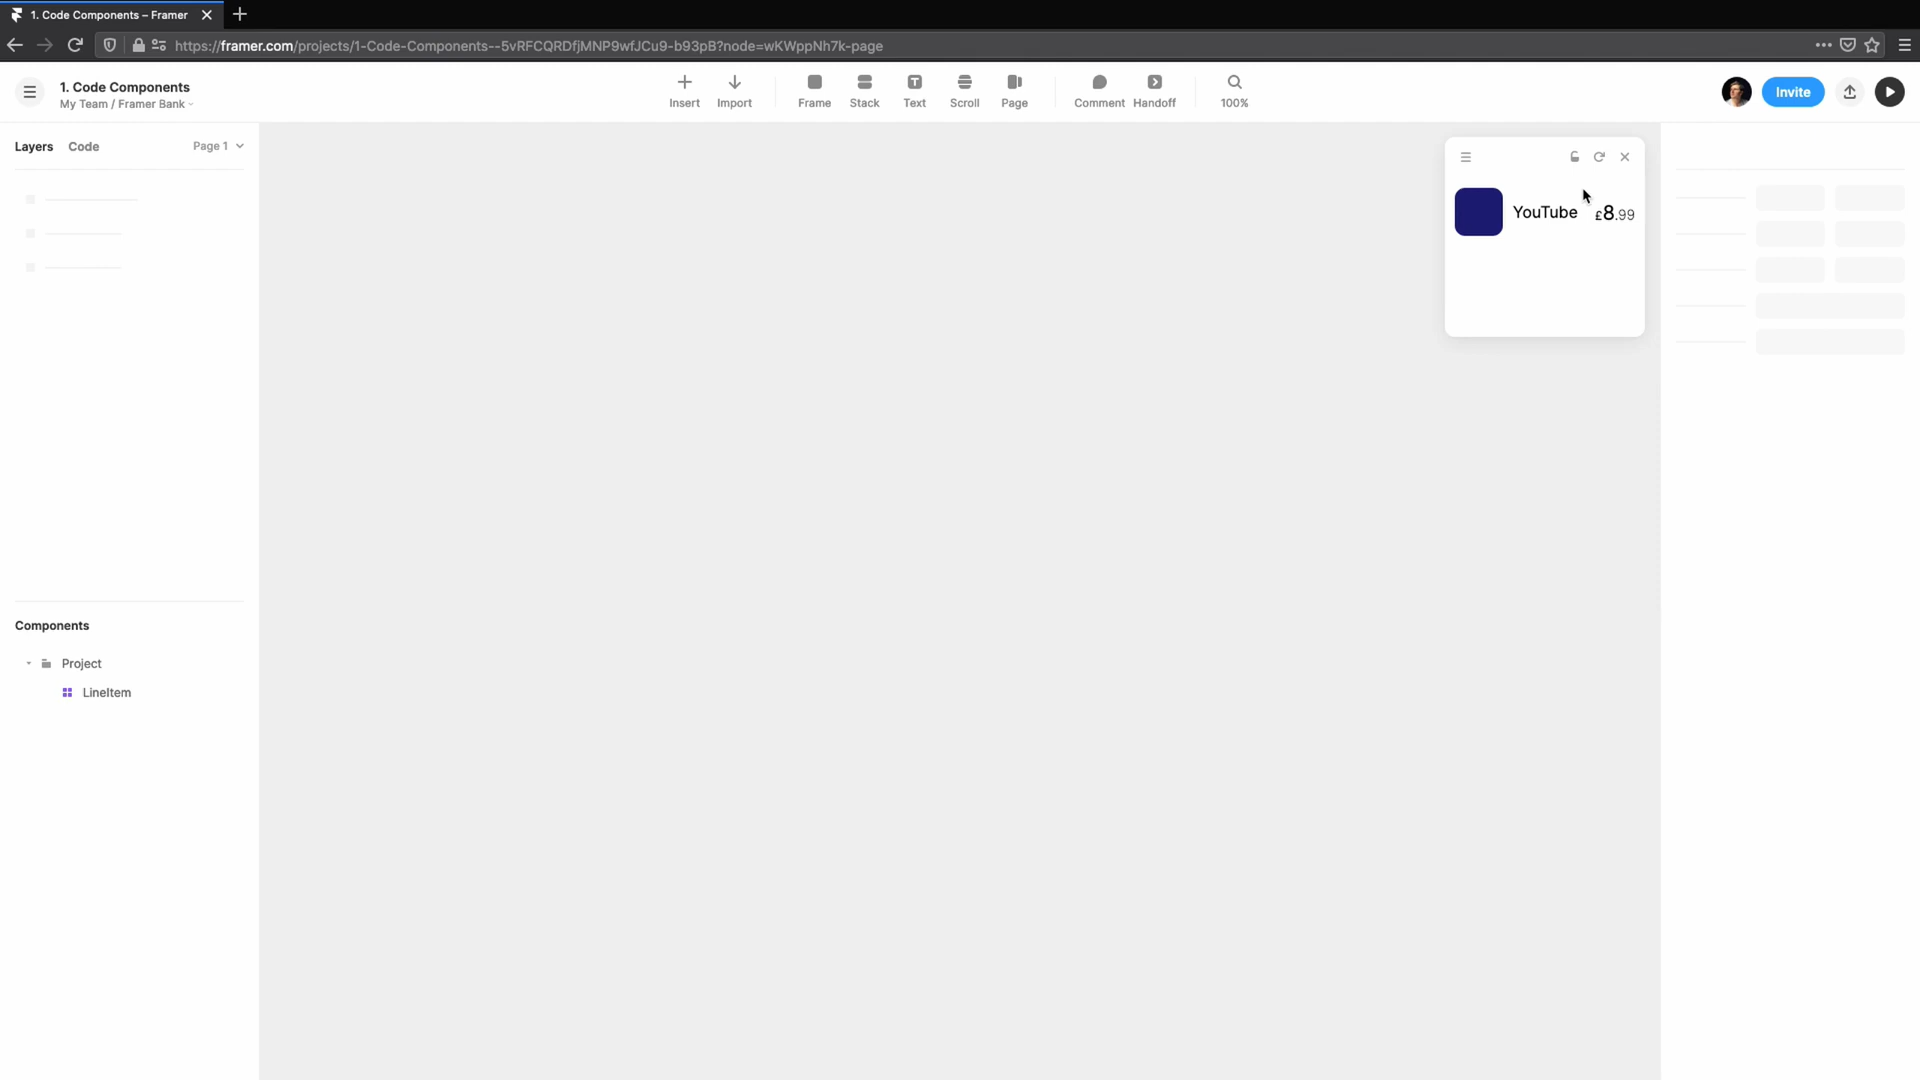 1. Code Components – Framer
https://framer.com/projects/1-Code-Components--5vRFCQRDfjMNP9wfJCu9-b93pB?node=wKWppNh7k-page
1. Code Components
My Team / Framer Bank
Insert
Import
Frame
Stack
Text
Scroll
Page
Comment
Handoff
100%
Invite
Layers
Code
Page 1
YouTube
£8.99
Components
Project
LineItem